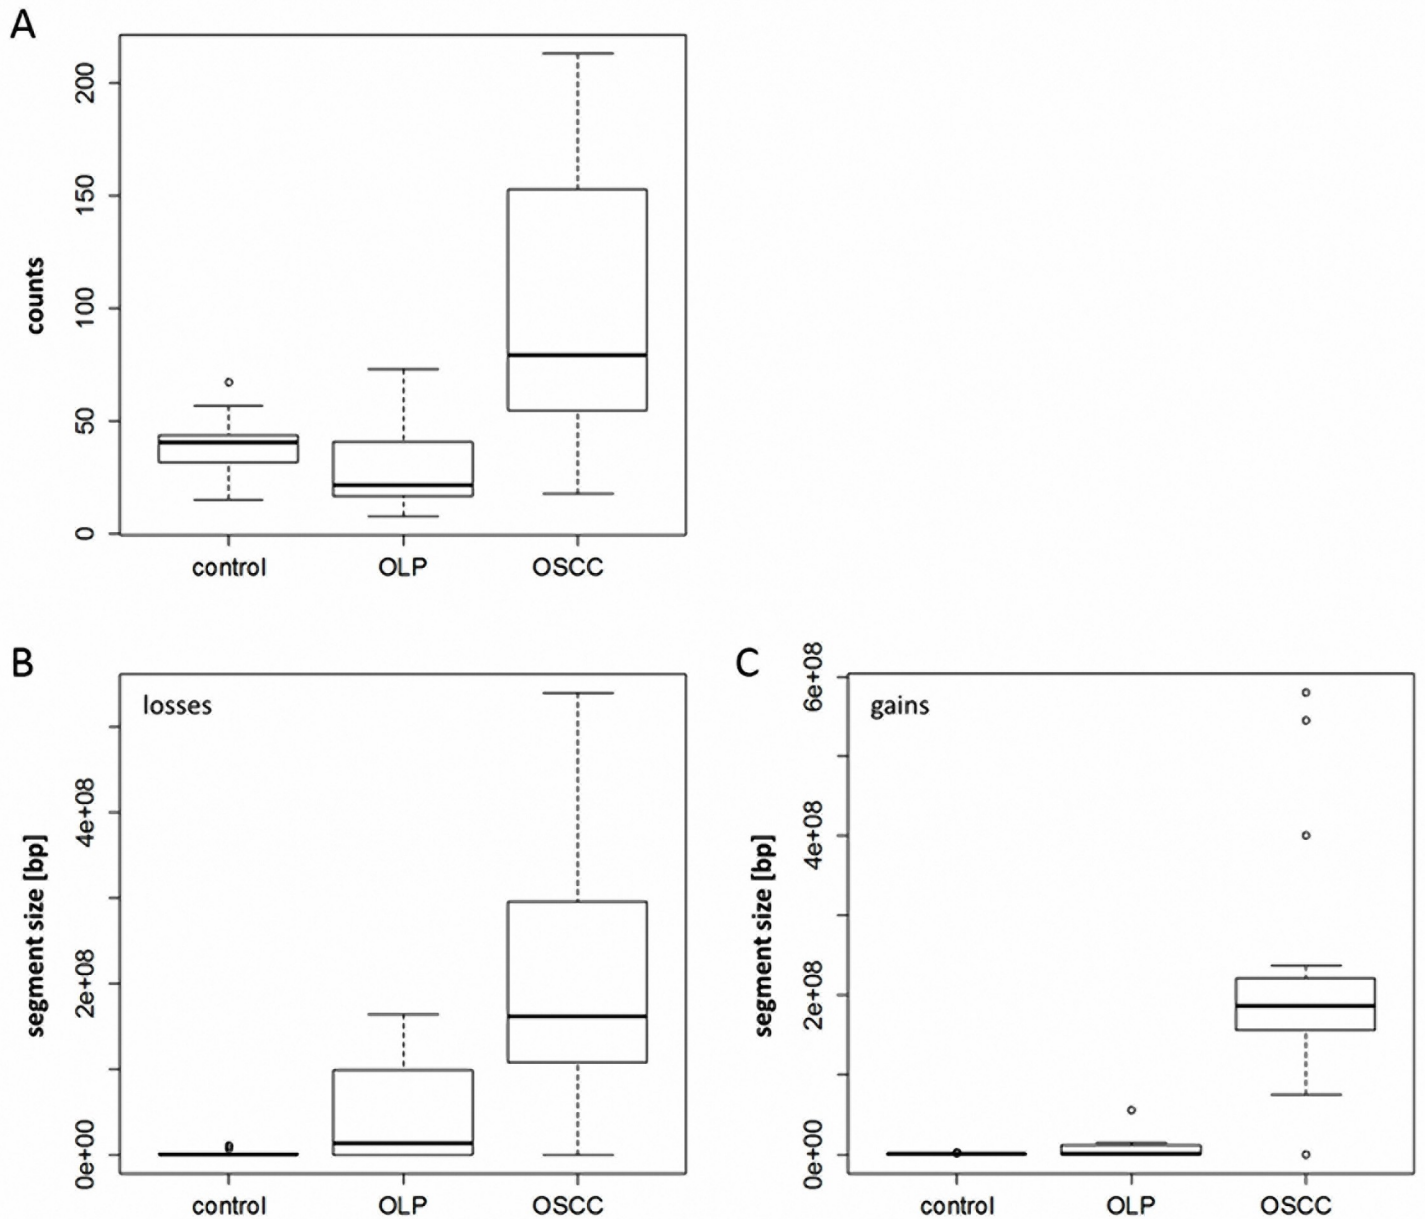 A
counts
200
150
100
50
0
control OLP OSCC
B
losses
segment size [bp]
4e+08
2e+08
0e+00
control OLP OSCC
C
gains
segment size [bp]
6e+08
4e+08
2e+08
0e+00
control OLP OSCC